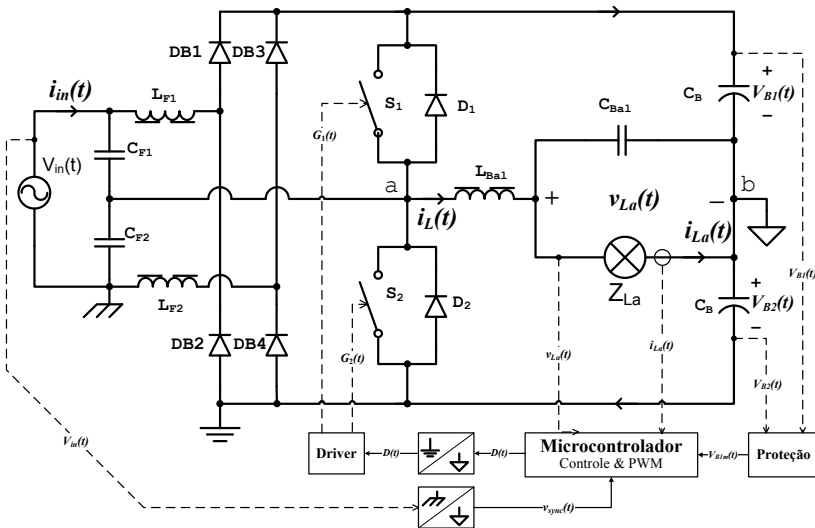 DB1
DB3
i_in(t)
L_F1
S_1
D_1
C_B
+
V_B1(t)
−
C_Bal
G_1(t)
V_in(t)
C_F1
a
L_Bal
b
i_L(t)
+
v_La(t)
−
C_F2
i_La(t)
L_F2
S_2
D_2
Z_La
C_B
+
V_B2(t)
−
V_B1(t)
DB2
DB4
G_2(t)
v_La(t)
i_La(t)
V_B2(t)
V_in(t)
Driver
D(t)
D(t)
Microcontrolador
Controle & PWM
V_B1m(t)
Proteção
v_sync(t)